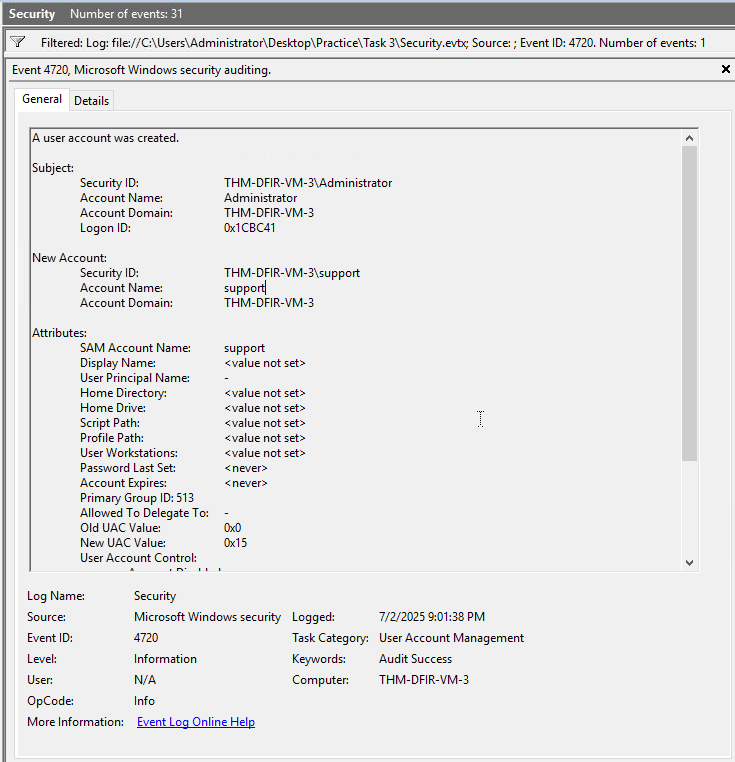 Security Number of events: 31
Filtered: Log: file://C:\Users\Administrator\Desktop\Practice\Task 3\Security.evtx; Source: ; Event ID: 4720. Number of events: 1
Event 4720, Microsoft Windows security auditing.
General Details
A user account was created.
Subject:
Security ID: THM-DFIR-VM-3\Administrator
Account Name: Administrator
Account Domain: THM-DFIR-VM-3
Logon ID: 0x1CBC41
New Account:
Security ID: THM-DFIR-VM-3\support
Account Name: support
Account Domain: THM-DFIR-VM-3
Attributes:
SAM Account Name: support
Display Name: <value not set>
User Principal Name: -
Home Directory: <value not set>
Home Drive: <value not set>
Script Path: <value not set>
Profile Path: <value not set>
User Workstations: <value not set>
Password Last Set: <never>
Account Expires: <never>
Primary Group ID: 513
Allowed To Delegate To: -
Old UAC Value: 0x0
New UAC Value: 0x15
User Account Control:
Log Name: Security
Source: Microsoft Windows security Logged: 7/2/2025 9:01:38 PM
Event ID: 4720 Task Category: User Account Management
Level: Information Keywords: Audit Success
User: N/A Computer: THM-DFIR-VM-3
OpCode: Info
More Information: Event Log Online Help